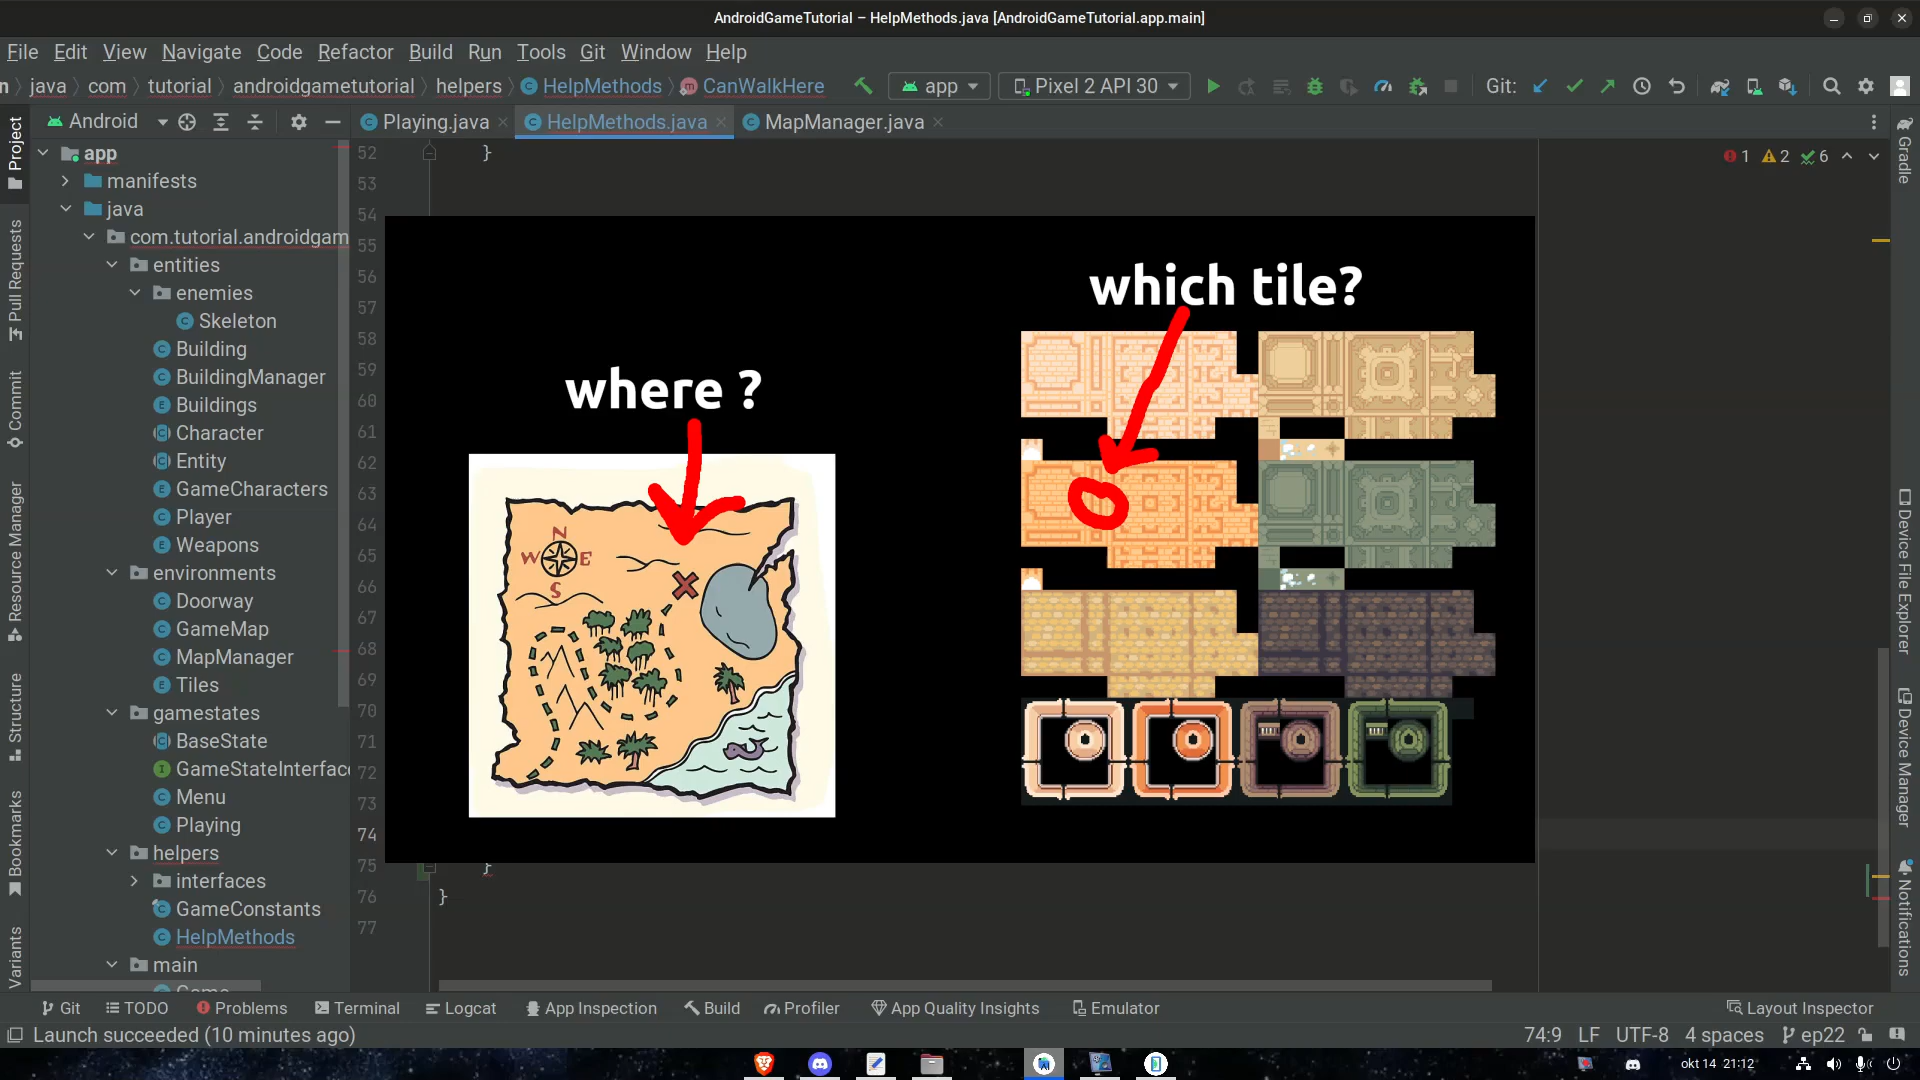 AndroidGameTutorial – HelpMethods.java [AndroidGameTutorial.app.main]
File Edit View Navigate Code Refactor Build Run Tools Git Window Help
n java com tutorial androidgametutorial helpers HelpMethods CanWalkHere app Pixel 2 API 30 Git:
Android Playing.java HelpMethods.java MapManager.java
Project
Pull Requests
Commit
Resource Manager
Structure
Bookmarks
Variants
app
manifests
java
com.tutorial.androidgam
entities
enemies
Skeleton
Building
BuildingManager
Buildings
Character
Entity
GameCharacters
Player
Weapons
environments
Doorway
GameMap
MapManager
Tiles
gamestates
BaseState
GameStateInterface
Menu
Playing
helpers
interfaces
GameConstants
HelpMethods
main
52 }
53
54
55
56
57
58
59
60
61
62
63
64
65
66
67
68
69
70
71
72
73
74
75 }
76 }
77
1 2 6
which tile?
where ?
N
W E
S
Gradle
Device File Explorer
Device Manager
Notifications
Git TODO Problems Terminal Logcat App Inspection Build Profiler App Quality Insights Emulator Layout Inspector
Launch succeeded (10 minutes ago) 74:9 LF UTF-8 4 spaces ep22
okt 14 21:12